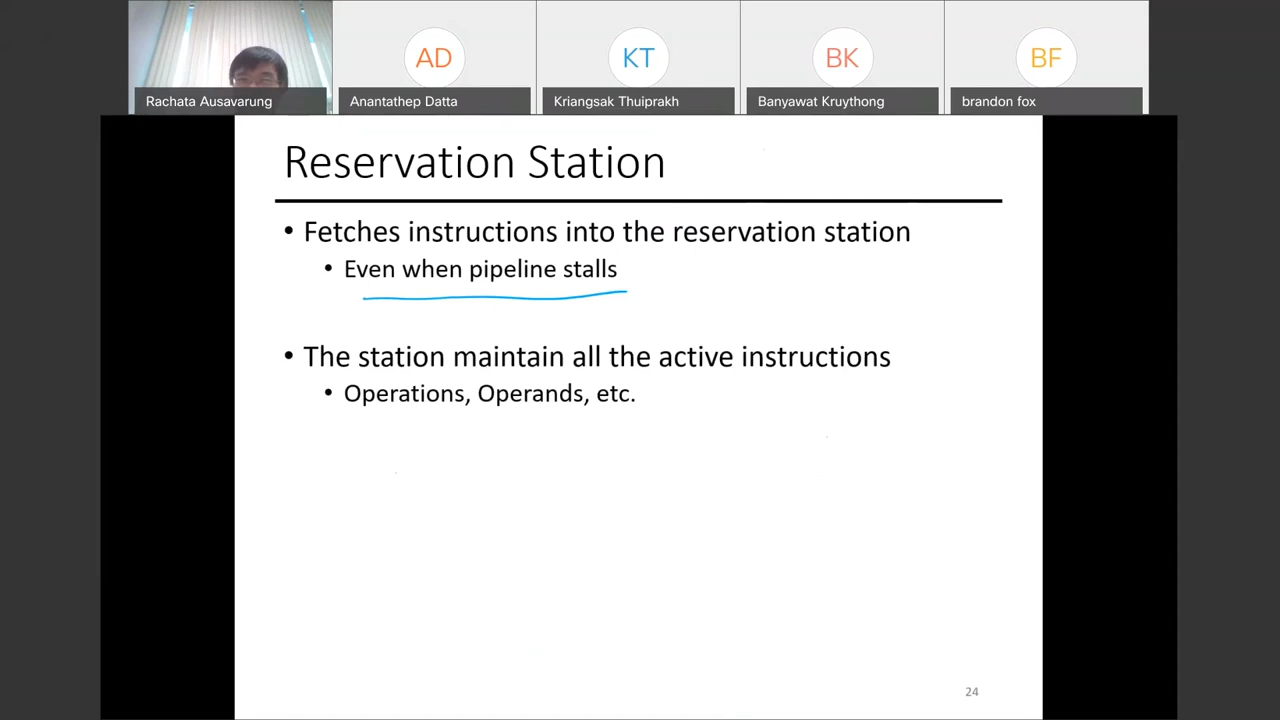 AD
KT
BK
BF
Rachata Ausavarung
Anantathep Datta
Kriangsak Thuiprakh
Banyawat Kruythong
brandon fox
Reservation Station
• Fetches instructions into the reservation station
• Even when pipeline stalls
• The station maintain all the active instructions
• Operations, Operands, etc.
24